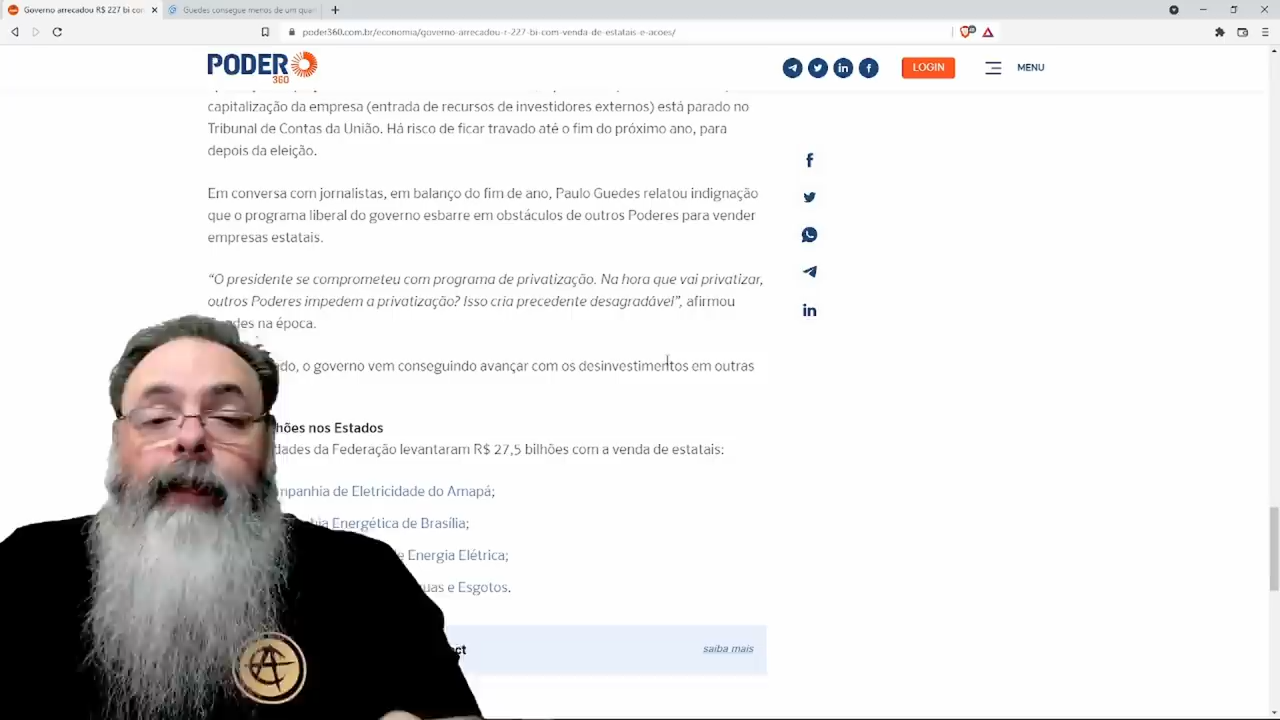 Governo arrecadou R$ 227 bi con
Guedes consegue menos de um quar
poder360.com.br/economia/governo-arrecadou-r-227-bi-com-venda-de-estatais-e-acoes/
PODER
360
LOGIN
MENU
capitalização da empresa (entrada de recursos de investidores externos) está parado no
Tribunal de Contas da União. Há risco de ficar travado até o fim do próximo ano, para
depois da eleição.
Em conversa com jornalistas, em balanço do fim de ano, Paulo Guedes relatou indignação
que o programa liberal do governo esbarre em obstáculos de outros Poderes para vender
empresas estatais.
“O presidente se comprometeu com programa de privatização. Na hora que vai privatizar,
outros Poderes impedem a privatização? Isso cria precedente desagradável”, afirmou
des na época.
do, o governo vem conseguindo avançar com os desinvestimentos em outras
hões nos Estados
dades da Federação levantaram R$ 27,5 bilhões com a venda de estatais:
mpanhia de Eletricidade do Amapá;
hia Energética de Brasília;
e Energia Elétrica;
uas e Esgotos.
ct
saiba mais